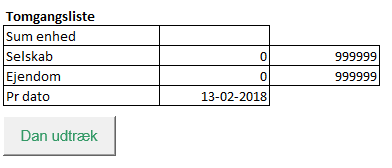 Tomgangsliste
Sum enhed
Selskab 0 999999
Ejendom 0 999999
Pr dato 13-02-2018
Dan udtræk